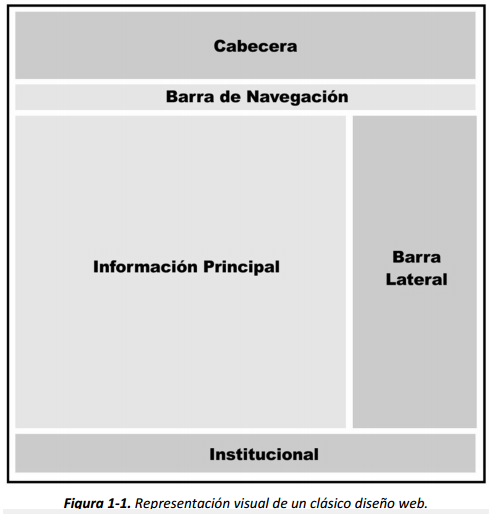 Cabecera
Barra de Navegación
Información Principal
Barra
Lateral
Institucional
Figura 1-1. Representación visual de un clásico diseño web.